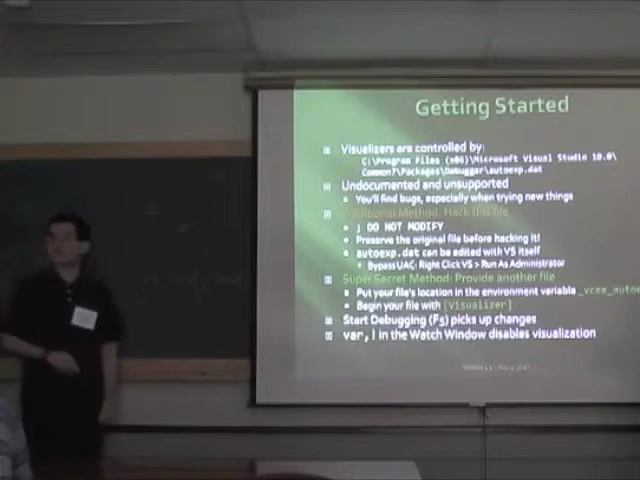 Getting Started
Visualizers are controlled by:
C:\Program Files (x86)\Microsoft Visual Studio 10.0\
Common7\Packages\Debugger\autoexp.dat
Undocumented and unsupported
You'll find bugs, especially when trying new things
Traditional Method: Hack this file
; DO NOT MODIFY
Preserve the original file before hacking it!
autoexp.dat can be edited with VS itself
Bypass UAC: Right Click VS > Run As Administrator
Super Secret Method: Provide another file
Put your file's location in the environment variable _vcee_autoe
Begin your file with [Visualizer]
Start Debugging (F5) picks up changes
var,! in the Watch Window disables visualization